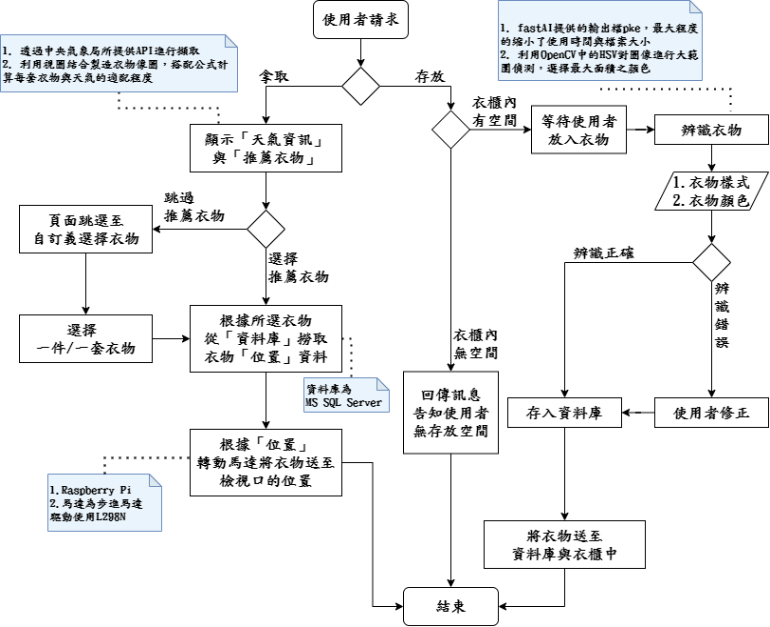 使用者請求
1. 透過中央氣象局所提供API進行擷取
2. 利用視圖結合製造衣物像圖，搭配公式計
算每套衣物與天氣的適配程度
1. fastAI提供的輸出檔pke，最大程度
的縮小了使用時間與檔案大小
2. 利用OpenCV中的HSV對圖像進行大範
圍偵測，選擇最大面積之顏色
拿取
存放
顯示「天氣資訊」
與「推薦衣物」
衣櫃內
有空間
等待使用者
放入衣物
辨識衣物
1.衣物樣式
2.衣物顏色
跳過
推薦衣物
頁面跳選至
自訂義選擇衣物
選擇
推薦衣物
辨識正確
辨
識
錯
誤
選擇
一件/一套衣物
根據所選衣物
從「資料庫」撈取
衣物「位置」資料
衣櫃內
無空間
資料庫為
MS SQL Server
回傳訊息
告知使用者
無存放空間
存入資料庫
使用者修正
根據「位置」
轉動馬達將衣物送至
檢視口的位置
1.Raspberry Pi
2.馬達為步進馬達
驅動使用L298N
將衣物送至
資料庫與衣櫃中
結束